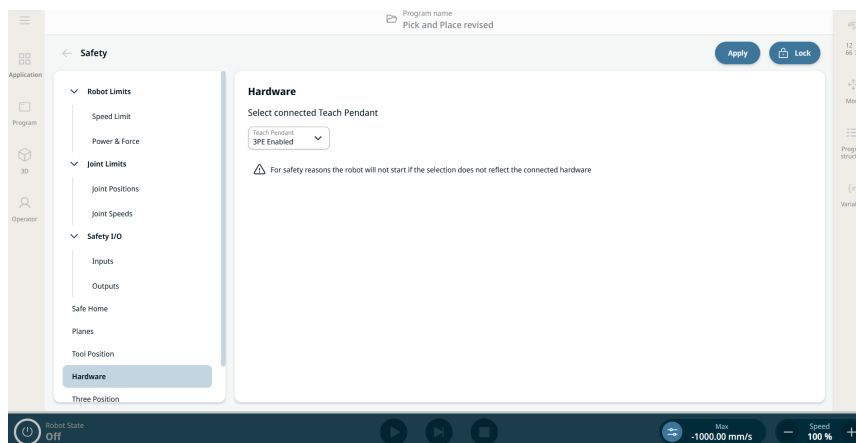 Program name
Pick and Place revised
Safety
Apply
Lock
12
66
Application
Program
3D
Operator
Robot Limits
Speed Limit
Power & Force
Joint Limits
Joint Positions
Joint Speeds
Safety I/O
Inputs
Outputs
Safe Home
Planes
Tool Position
Hardware
Three Position
Hardware
Select connected Teach Pendant
Teach Pendant
3PE Enabled
For safety reasons the robot will not start if the selection does not reflect the connected hardware
Robot State
Off
Max
-1000.00 mm/s
Speed
100 %